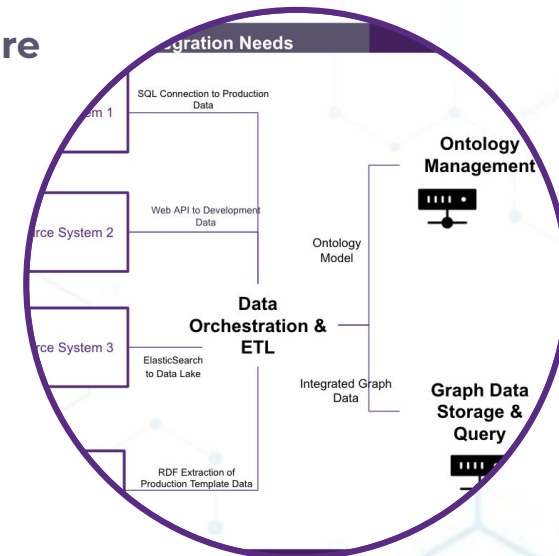 re
gration Needs
em 1
SQL Connection to Production
Data
rce System 2
Web API to Development
Data
rce System 3
ElasticSearch
to Data Lake
RDF Extraction of
Production Template Data
Data
Orchestration &
ETL
Ontology
Model
Integrated Graph
Data
Ontology
Management
Graph Data
Storage &
Query